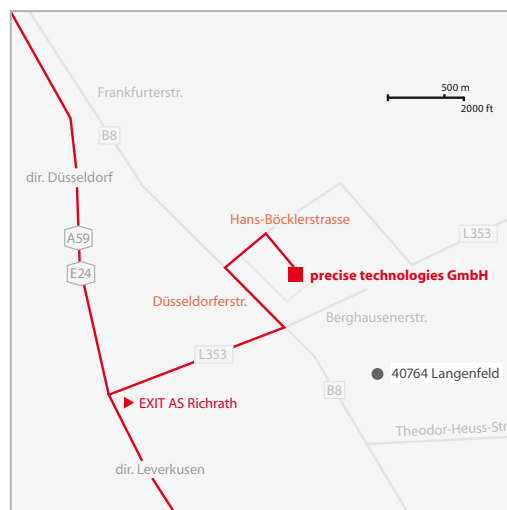 500 m
2000 ft
Frankfurterstr.
B8
dir. Düsseldorf
Hans-Böcklerstrasse
L353
A59
E24
precise technologies GmbH
Düsseldorferstr.
Berghausenerstr.
L353
40764 Langenfeld
B8
EXIT AS Richrath
Theodor-Heuss-Str
dir. Leverkusen